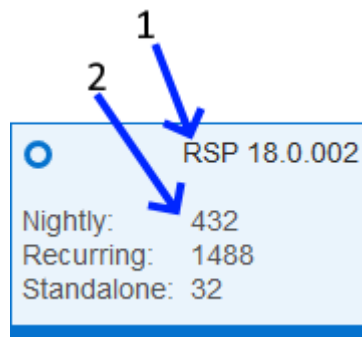 1
2
RSP 18.0.002
Nightly: 432
Recurring: 1488
Standalone: 32